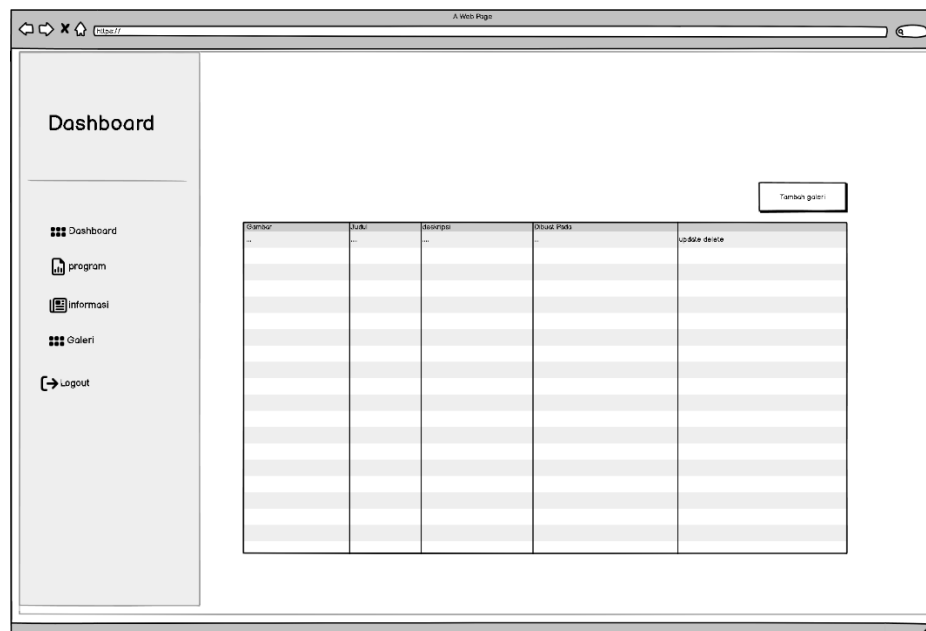 A Web Page
https://
Dashboard
Dashboard
program
informasi
Galeri
Logout
Tambah galeri
Gambar Judul deskripsi Dibuat Pada
... ... .... ... update delete